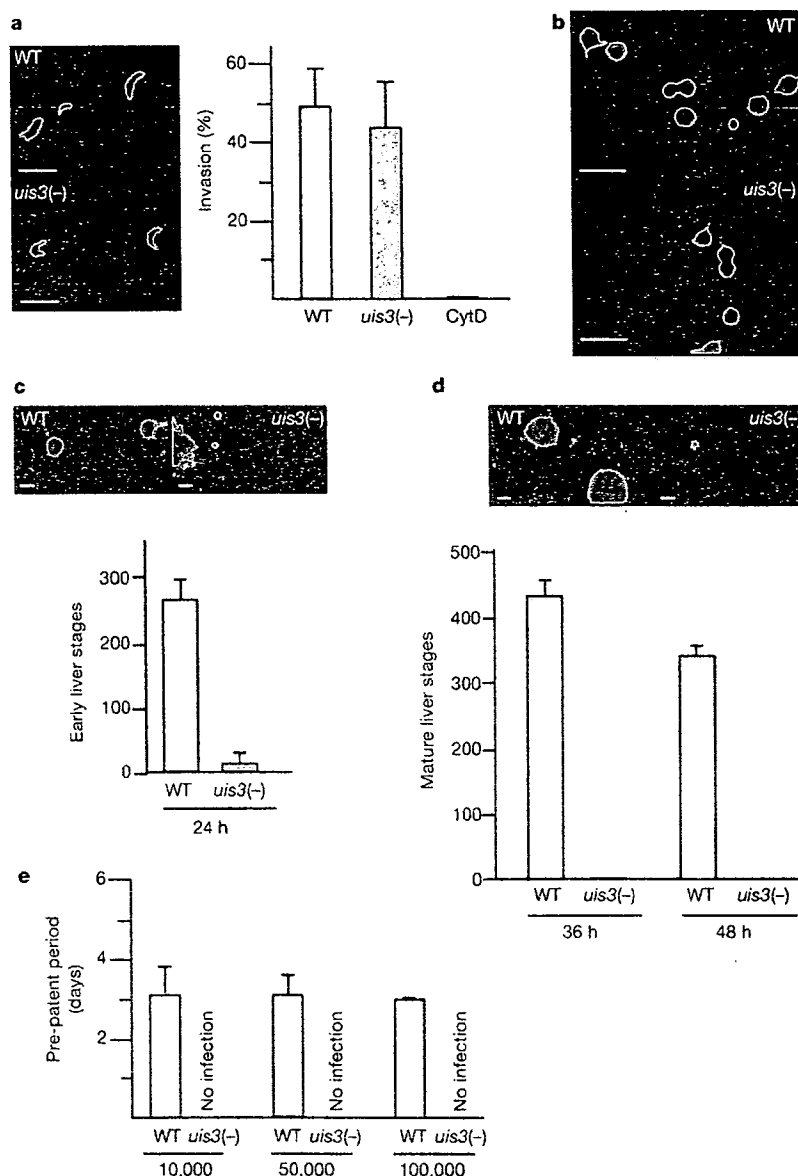 a
WT
uis3(–)
Invasion (%)
60
40
20
WT uis3(–) CytD
b
WT
uis3(–)
c
WT uis3(–)
Early liver stages
300
200
100
0
WT uis3(–)
24 h
d
WT uis3(–
Mature liver stages
500
400
300
200
100
0
WT uis3(–) WT uis3(–)
36 h 48 h
e
Pre-patent period
(days)
6
4
2
No infection
No infection
No infection
WT uis3(–) WT uis3(–) WT uis3(–)
10,000 50,000 100,000